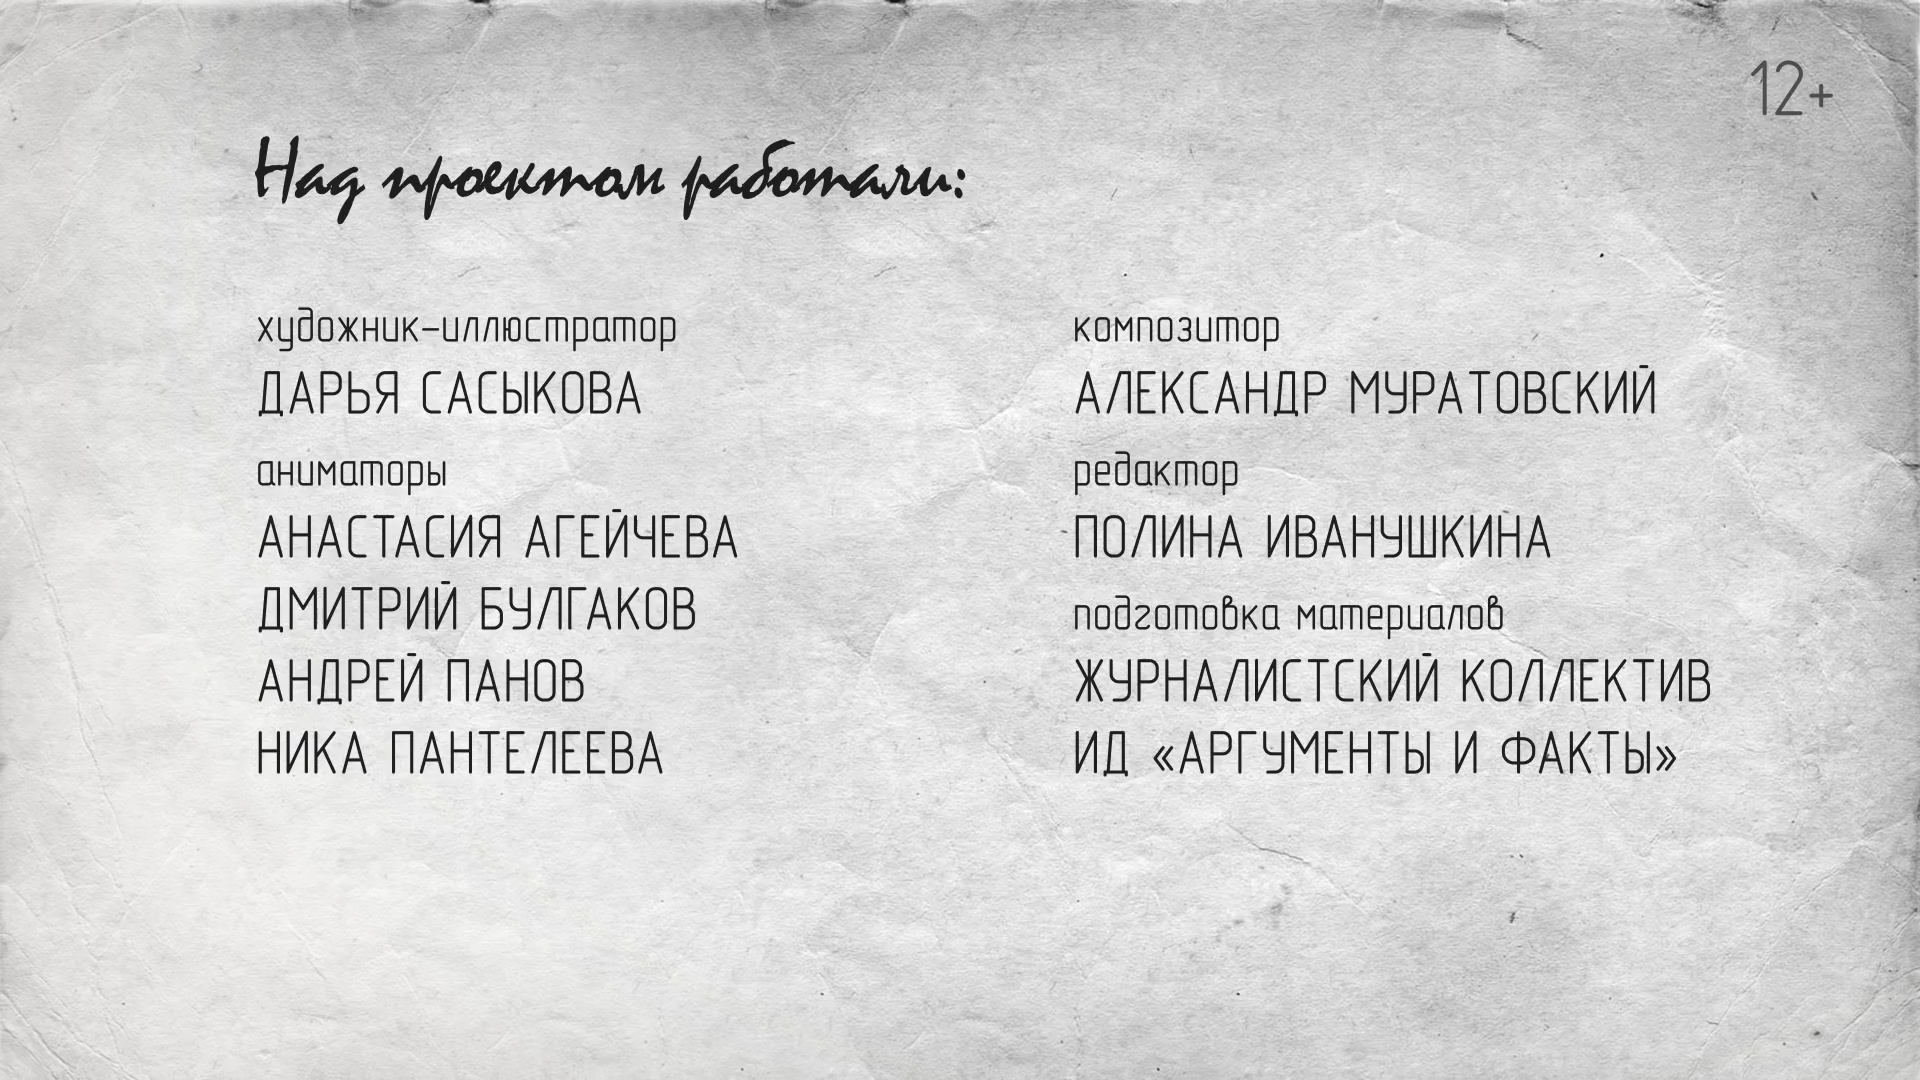 12+
Над проектом работали:
художник-иллюстратор
ДАРЬЯ САСЫКОВА
аниматоры
АНАСТАСИЯ АГЕЙЧЕВА
ДМИТРИЙ БУЛГАКОВ
АНДРЕЙ ПАНОВ
НИКА ПАНТЕЛЕЕВА
композитор
АЛЕКСАНДР МУРАТОВСКИЙ
редактор
ПОЛИНА ИВАНУШКИНА
подготовка материалов
ЖУРНАЛИСТСКИЙ КОЛЛЕКТИВ
ИД «АРГУМЕНТЫ И ФАКТЫ»